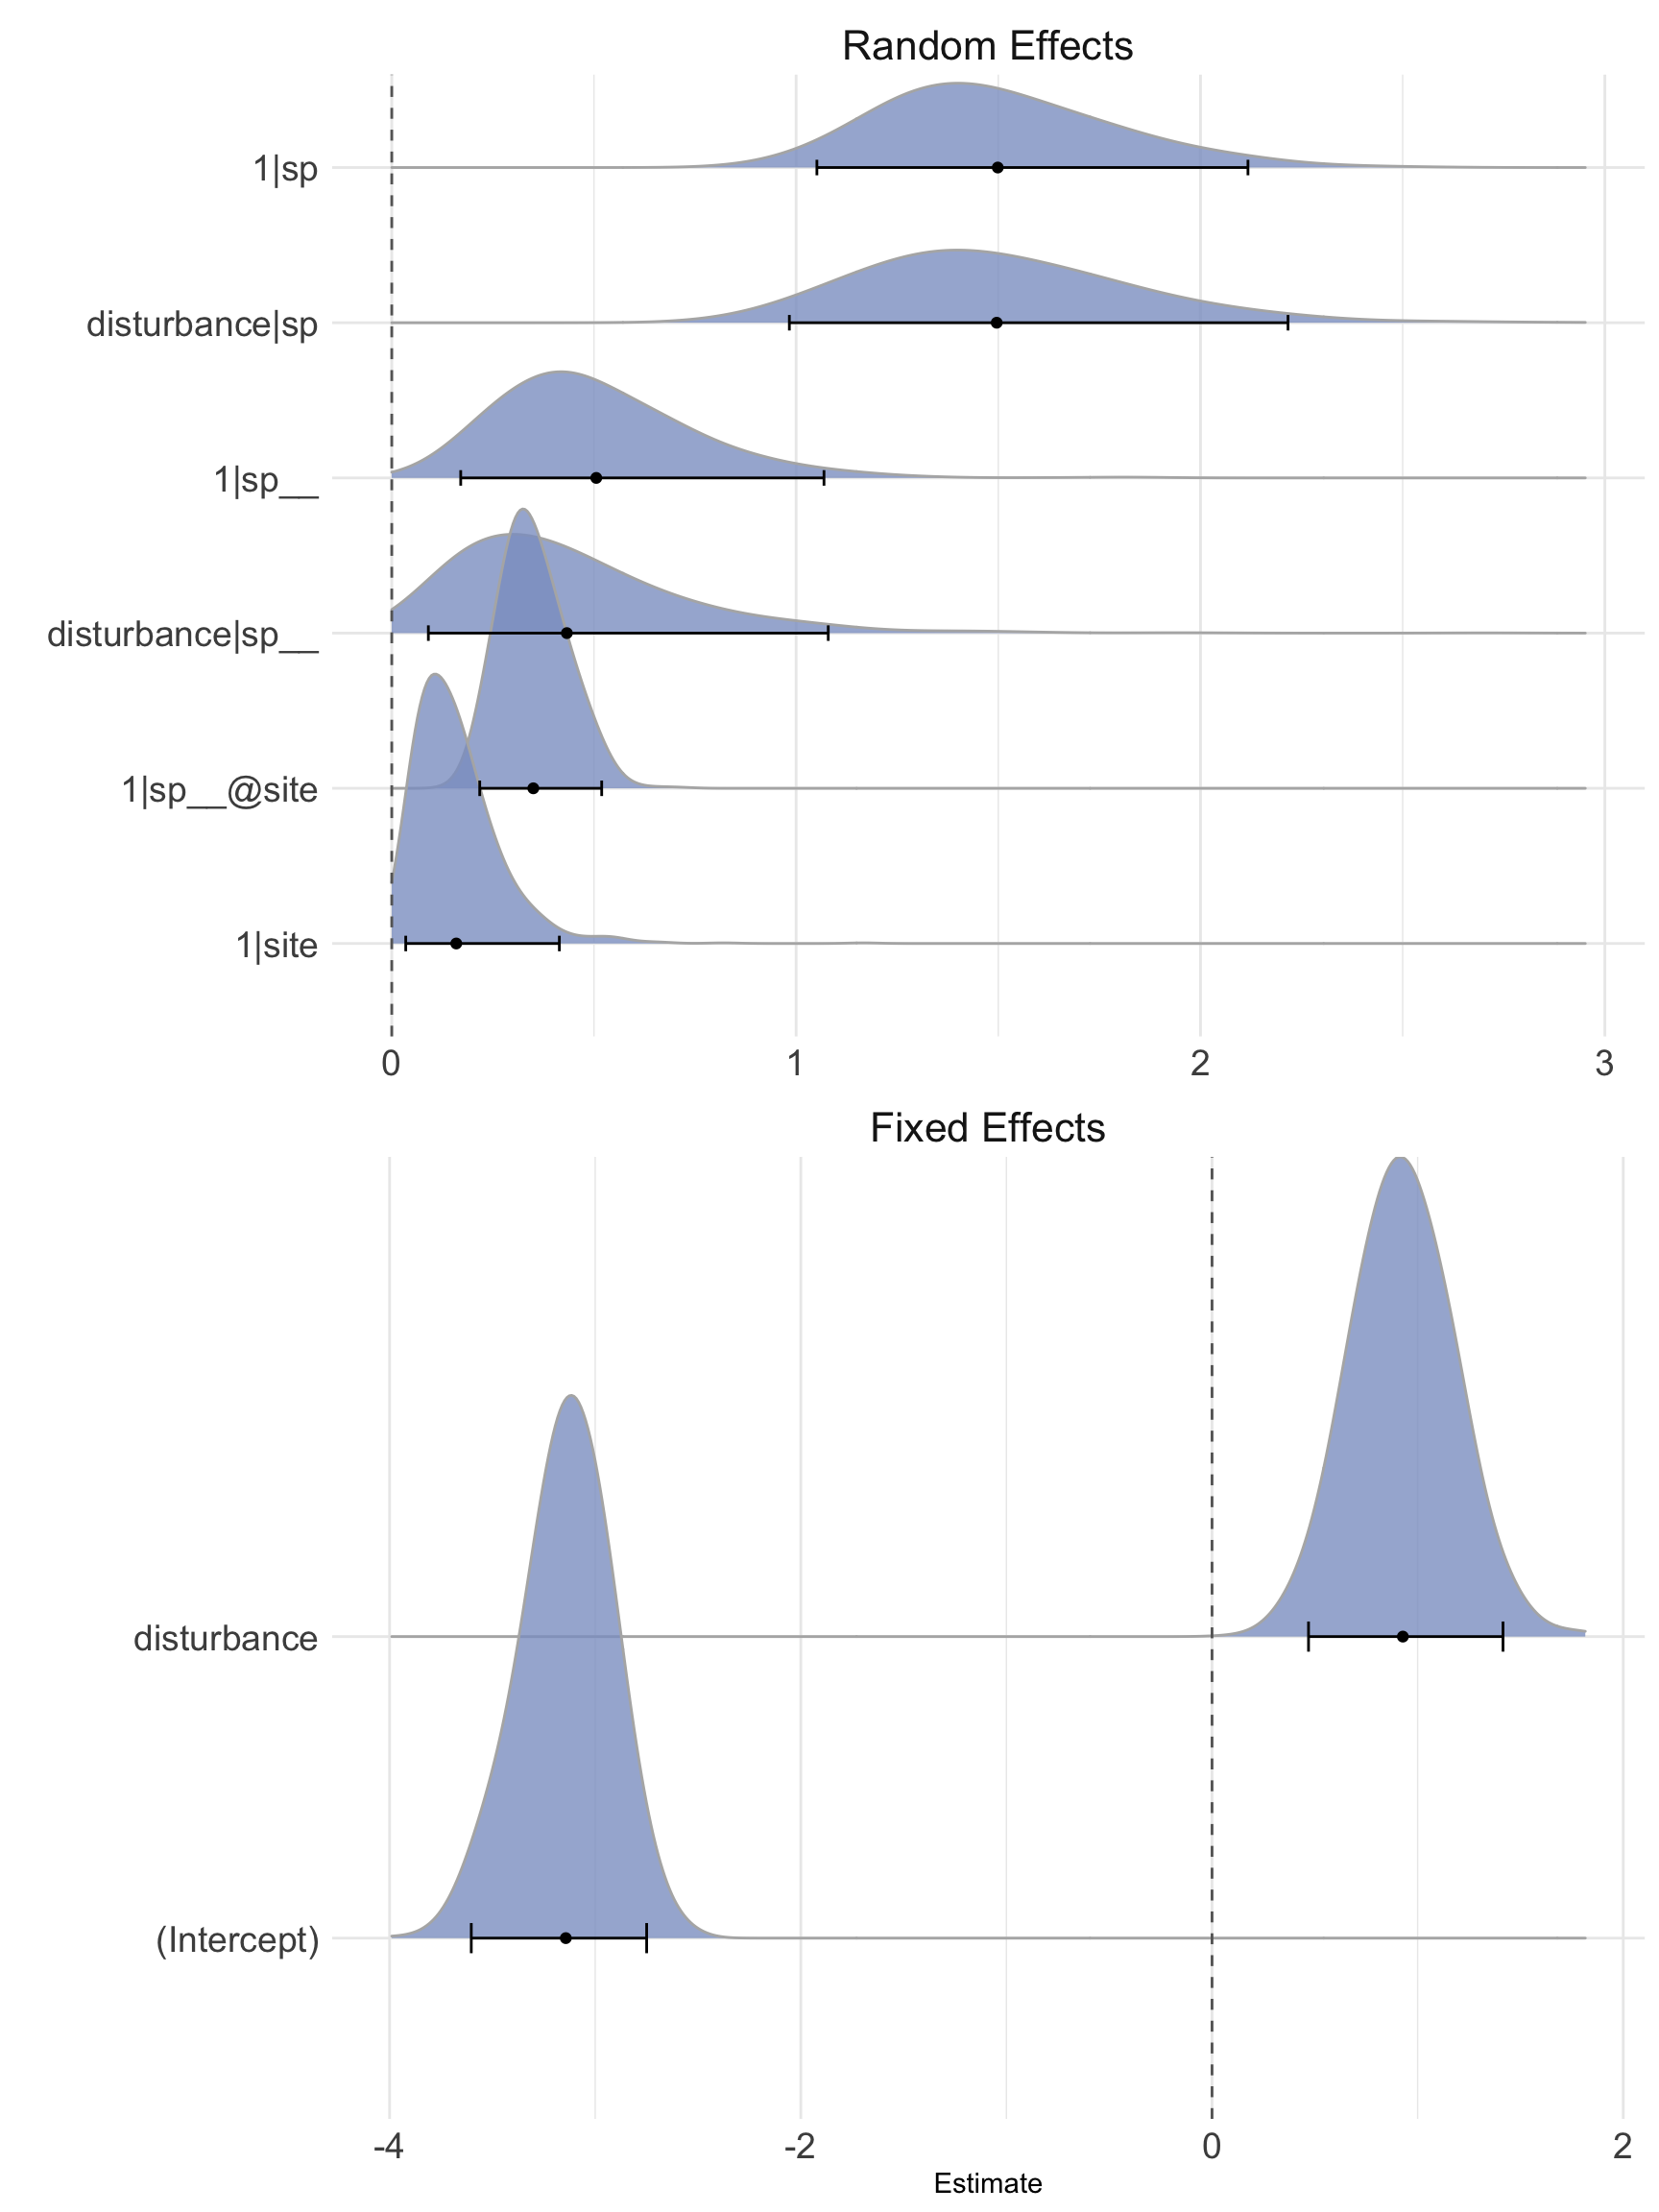 Random Effects
1|sp
disturbance|sp
1|sp__
disturbance|sp__
1|sp__@site
1|site
0 1 2 3
Fixed Effects
disturbance
(Intercept)
-4 -2 0 2
Estimate